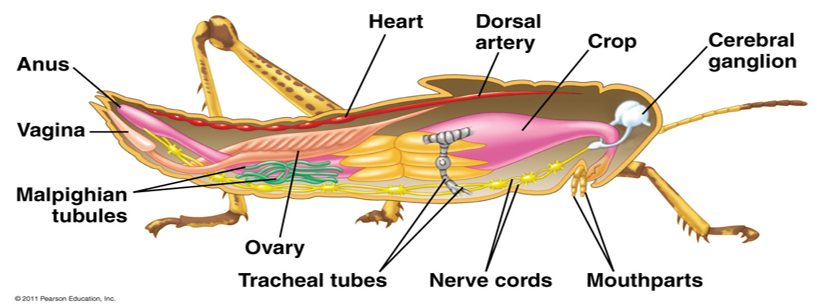 Heart
Dorsal
artery
Crop
Cerebral
ganglion
Anus
Vagina
Malpighian
tubules
Ovary
Tracheal tubes
Nerve cords
Mouthparts
© 2011 Pearson Education, Inc.